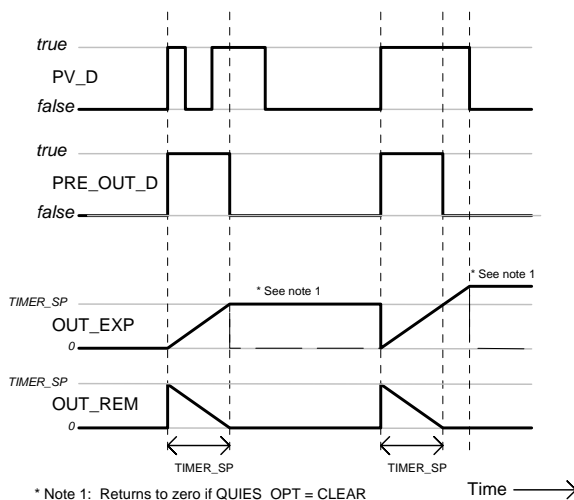 true
PV_D
false
true
PRE_OUT_D
false
* See note 1
* See note 1
TIMER_SP
OUT_EXP
0
TIMER_SP
OUT_REM
0
TIMER_SP
TIMER_SP
* Note 1: Returns to zero if QUIES_OPT = CLEAR
Time